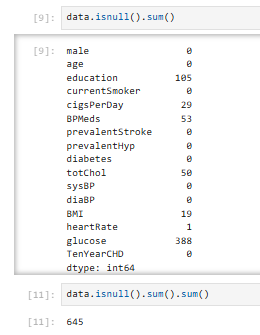 [9]: data.isnull().sum()
[9]: male 0
age 0
education 105
currentSmoker 0
cigsPerDay 29
BPMeds 53
prevalentStroke 0
prevalentHyp 0
diabetes 0
totChol 50
sysBP 0
diaBP 0
BMI 19
heartRate 1
glucose 388
TenYearCHD 0
dtype: int64
[11]: data.isnull().sum().sum()
[11]: 645